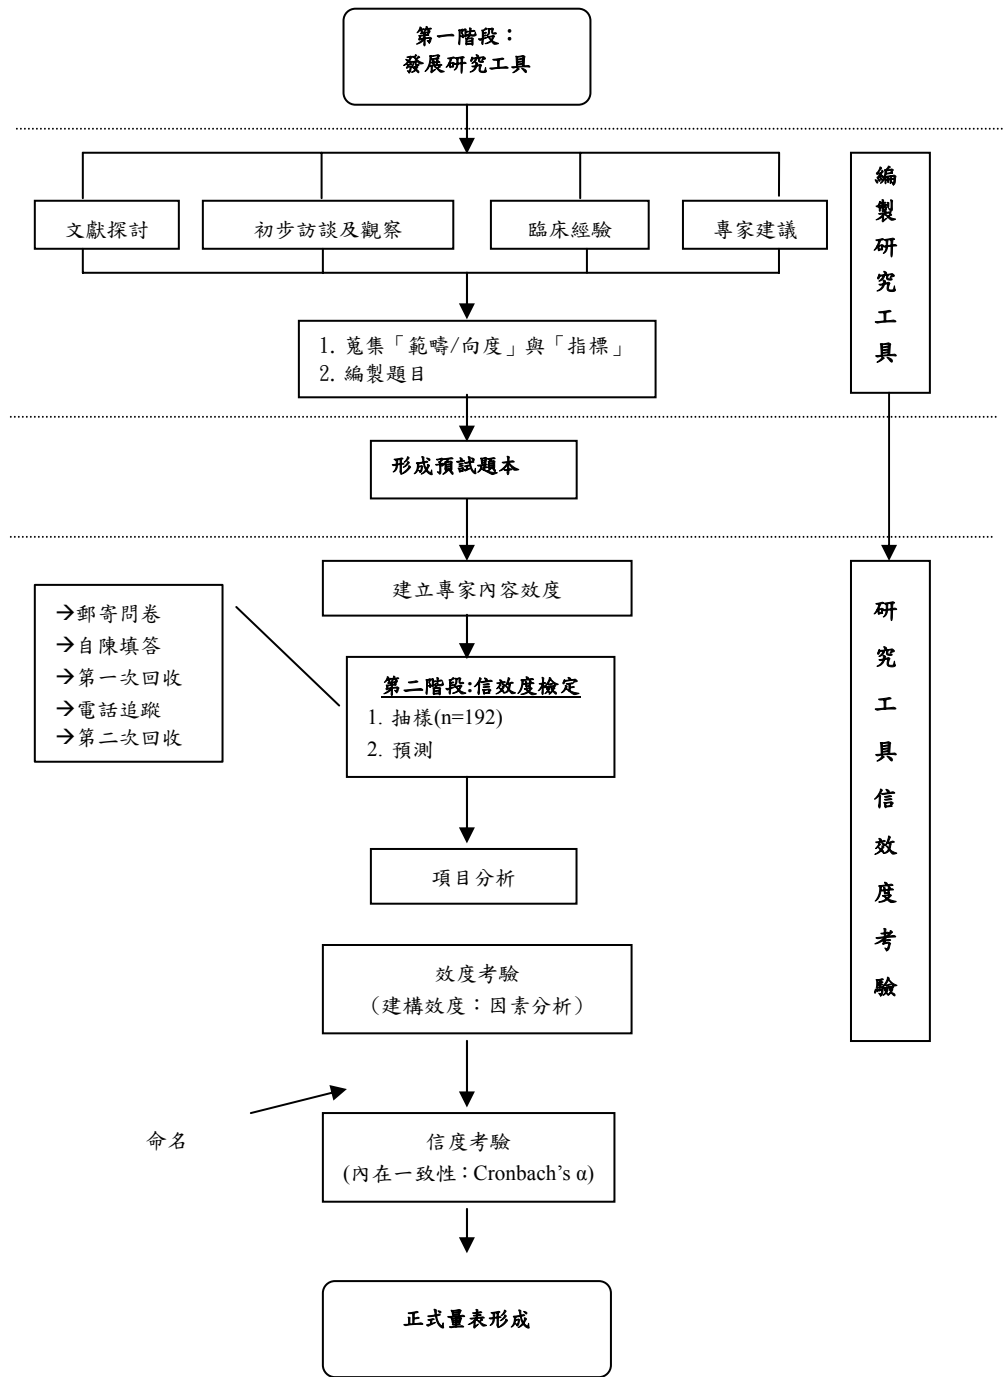 第一階段：
發展研究工具
文獻探討
初步訪談及觀察
臨床經驗
專家建議
編製研究工具
1. 蒐集「範疇/向度」與「指標」
2. 編製題目
形成預試題本
建立專家內容效度
→郵寄問卷
→自陳填答
→第一次回收
→電話追蹤
→第二次回收
第二階段:信效度檢定
1. 抽樣(n=192)
2. 預測
研究工具信效度考驗
項目分析
效度考驗
（建構效度：因素分析）
命名
信度考驗
(內在一致性：Cronbach’s α)
正式量表形成